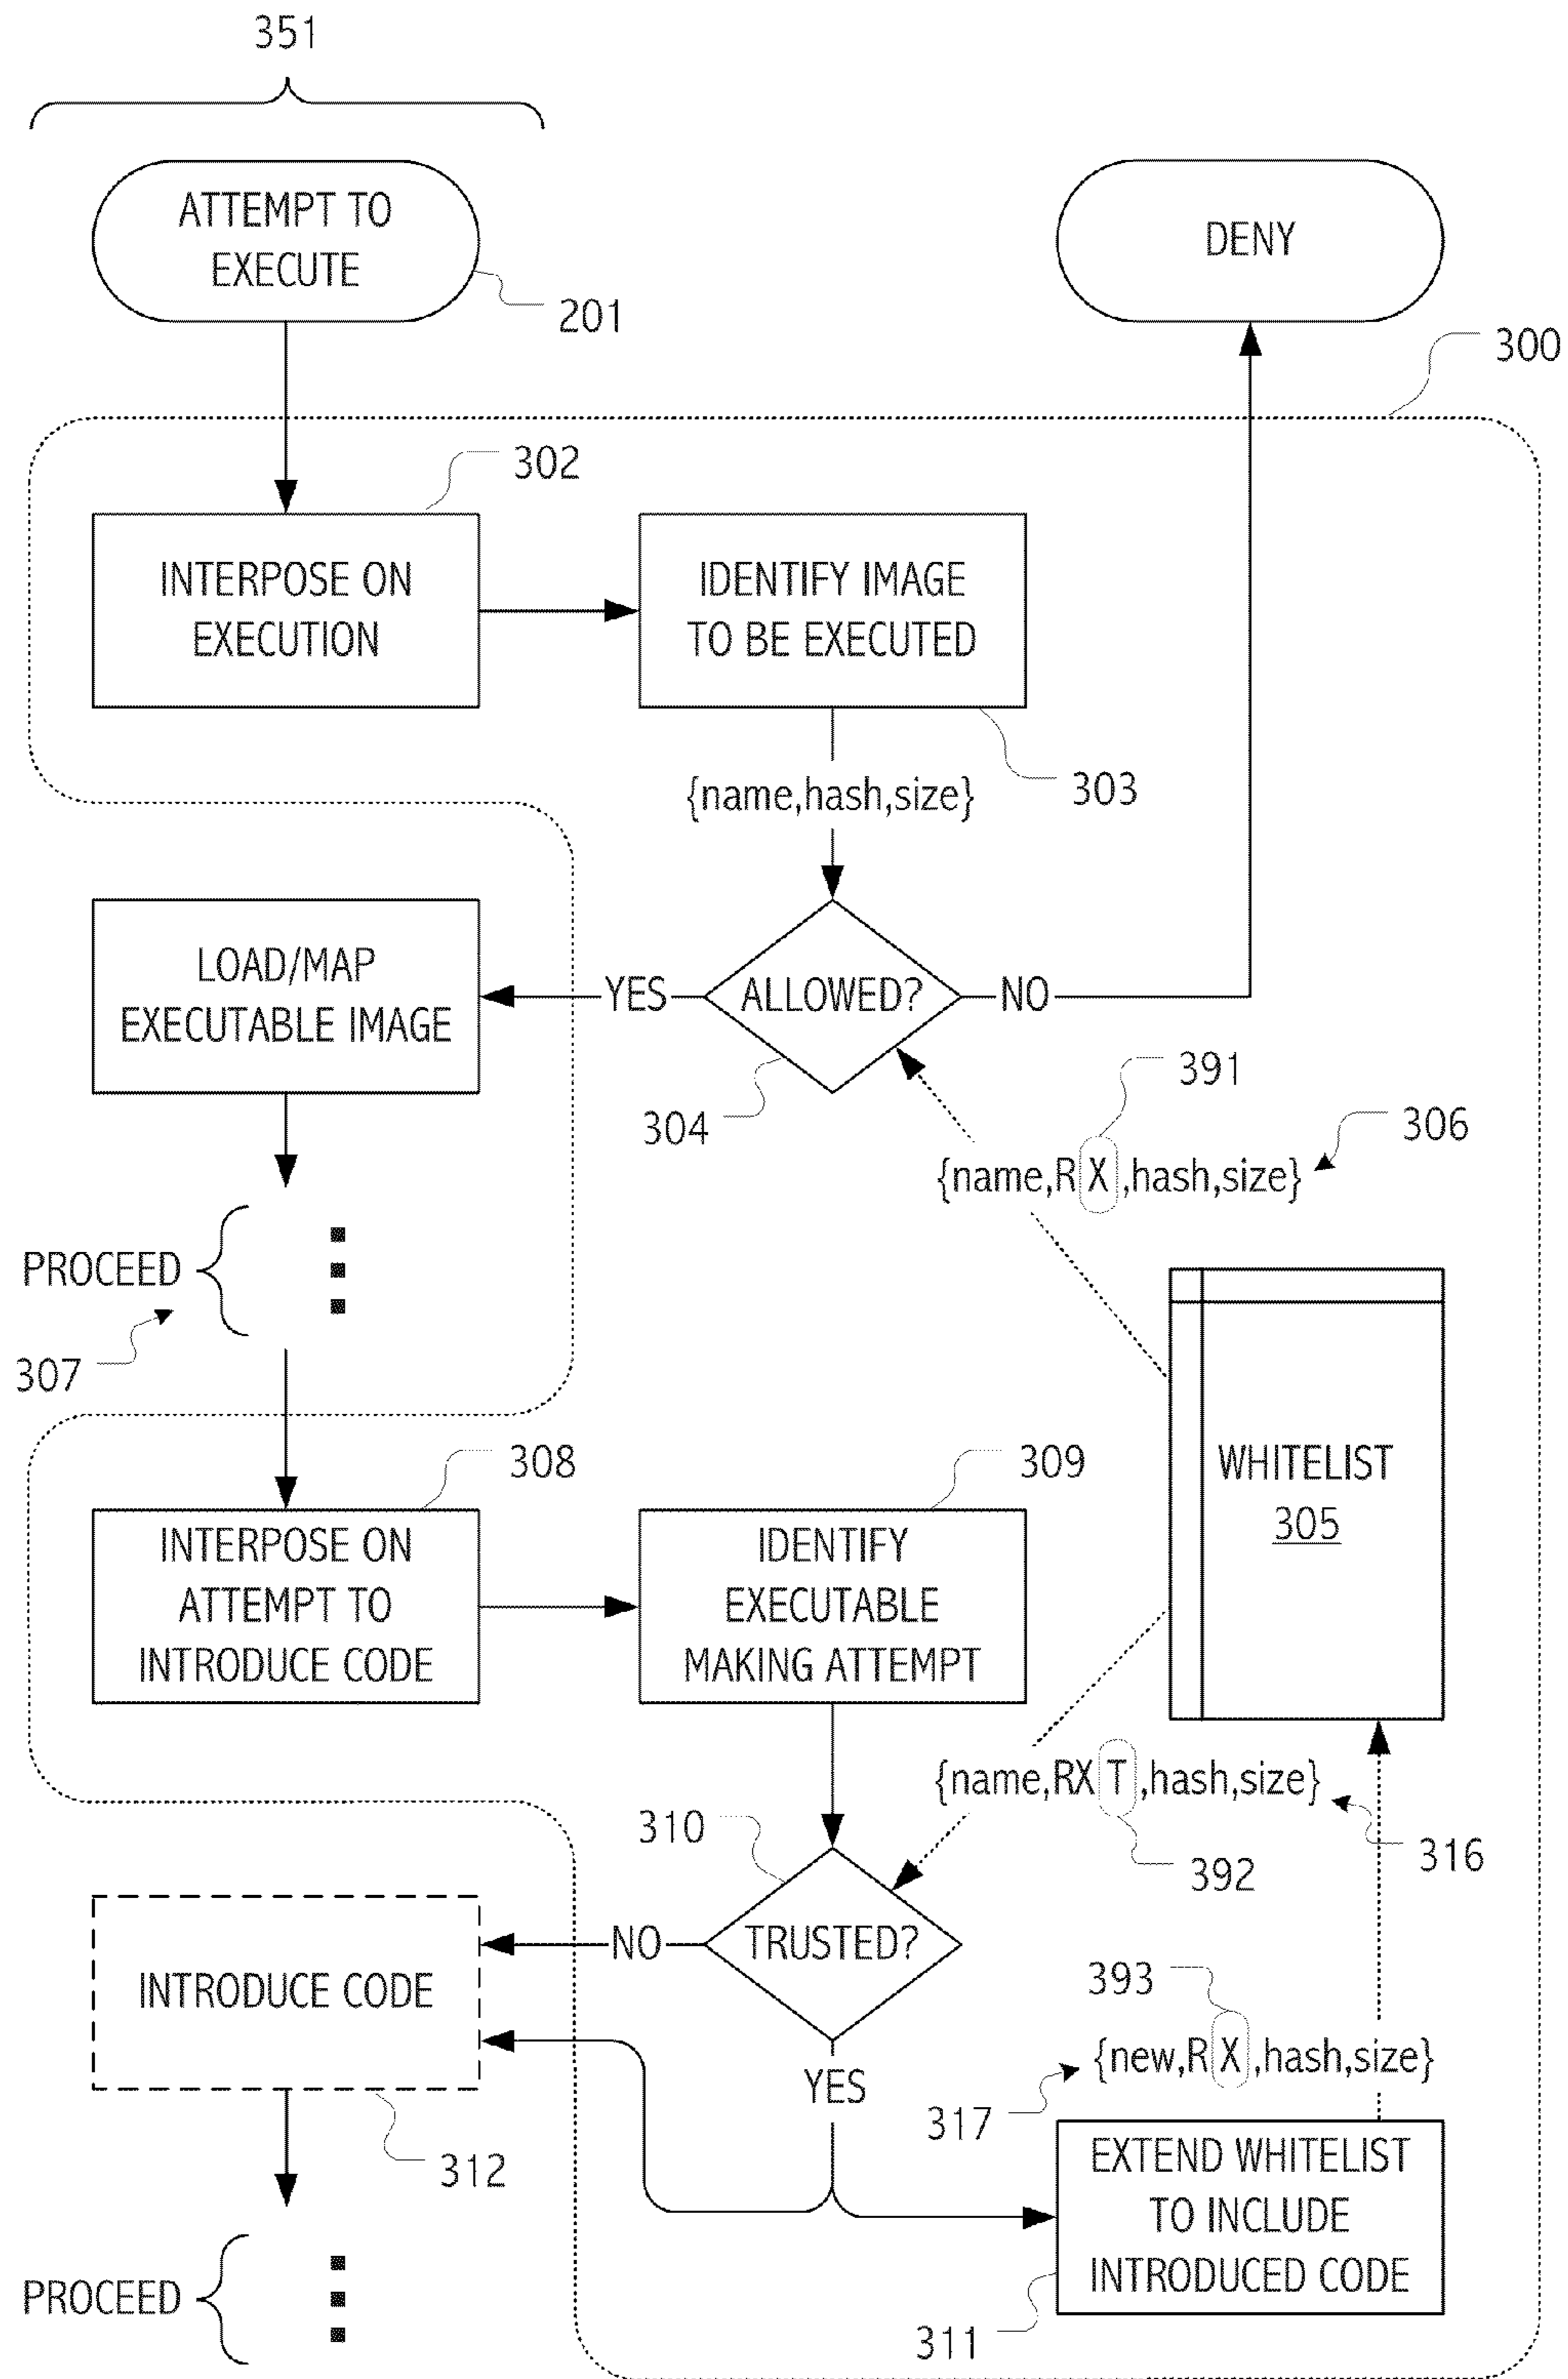 351
ATTEMPT TO
EXECUTE
201
DENY
300
302
INTERPOSE ON
EXECUTION
IDENTIFY IMAGE
TO BE EXECUTED
303
{name,hash,size}
LOAD/MAP
EXECUTABLE IMAGE
YES
ALLOWED?
NO
304
391
306
{name,RX,hash,size}
PROCEED
307
WHITELIST
305
308
INTERPOSE ON
ATTEMPT TO
INTRODUCE CODE
309
IDENTIFY
EXECUTABLE
MAKING ATTEMPT
{name,RXT,hash,size}
316
392
310
TRUSTED?
NO
YES
INTRODUCE CODE
312
393
{new,RX,hash,size}
317
EXTEND WHITELIST
TO INCLUDE
INTRODUCED CODE
311
PROCEED